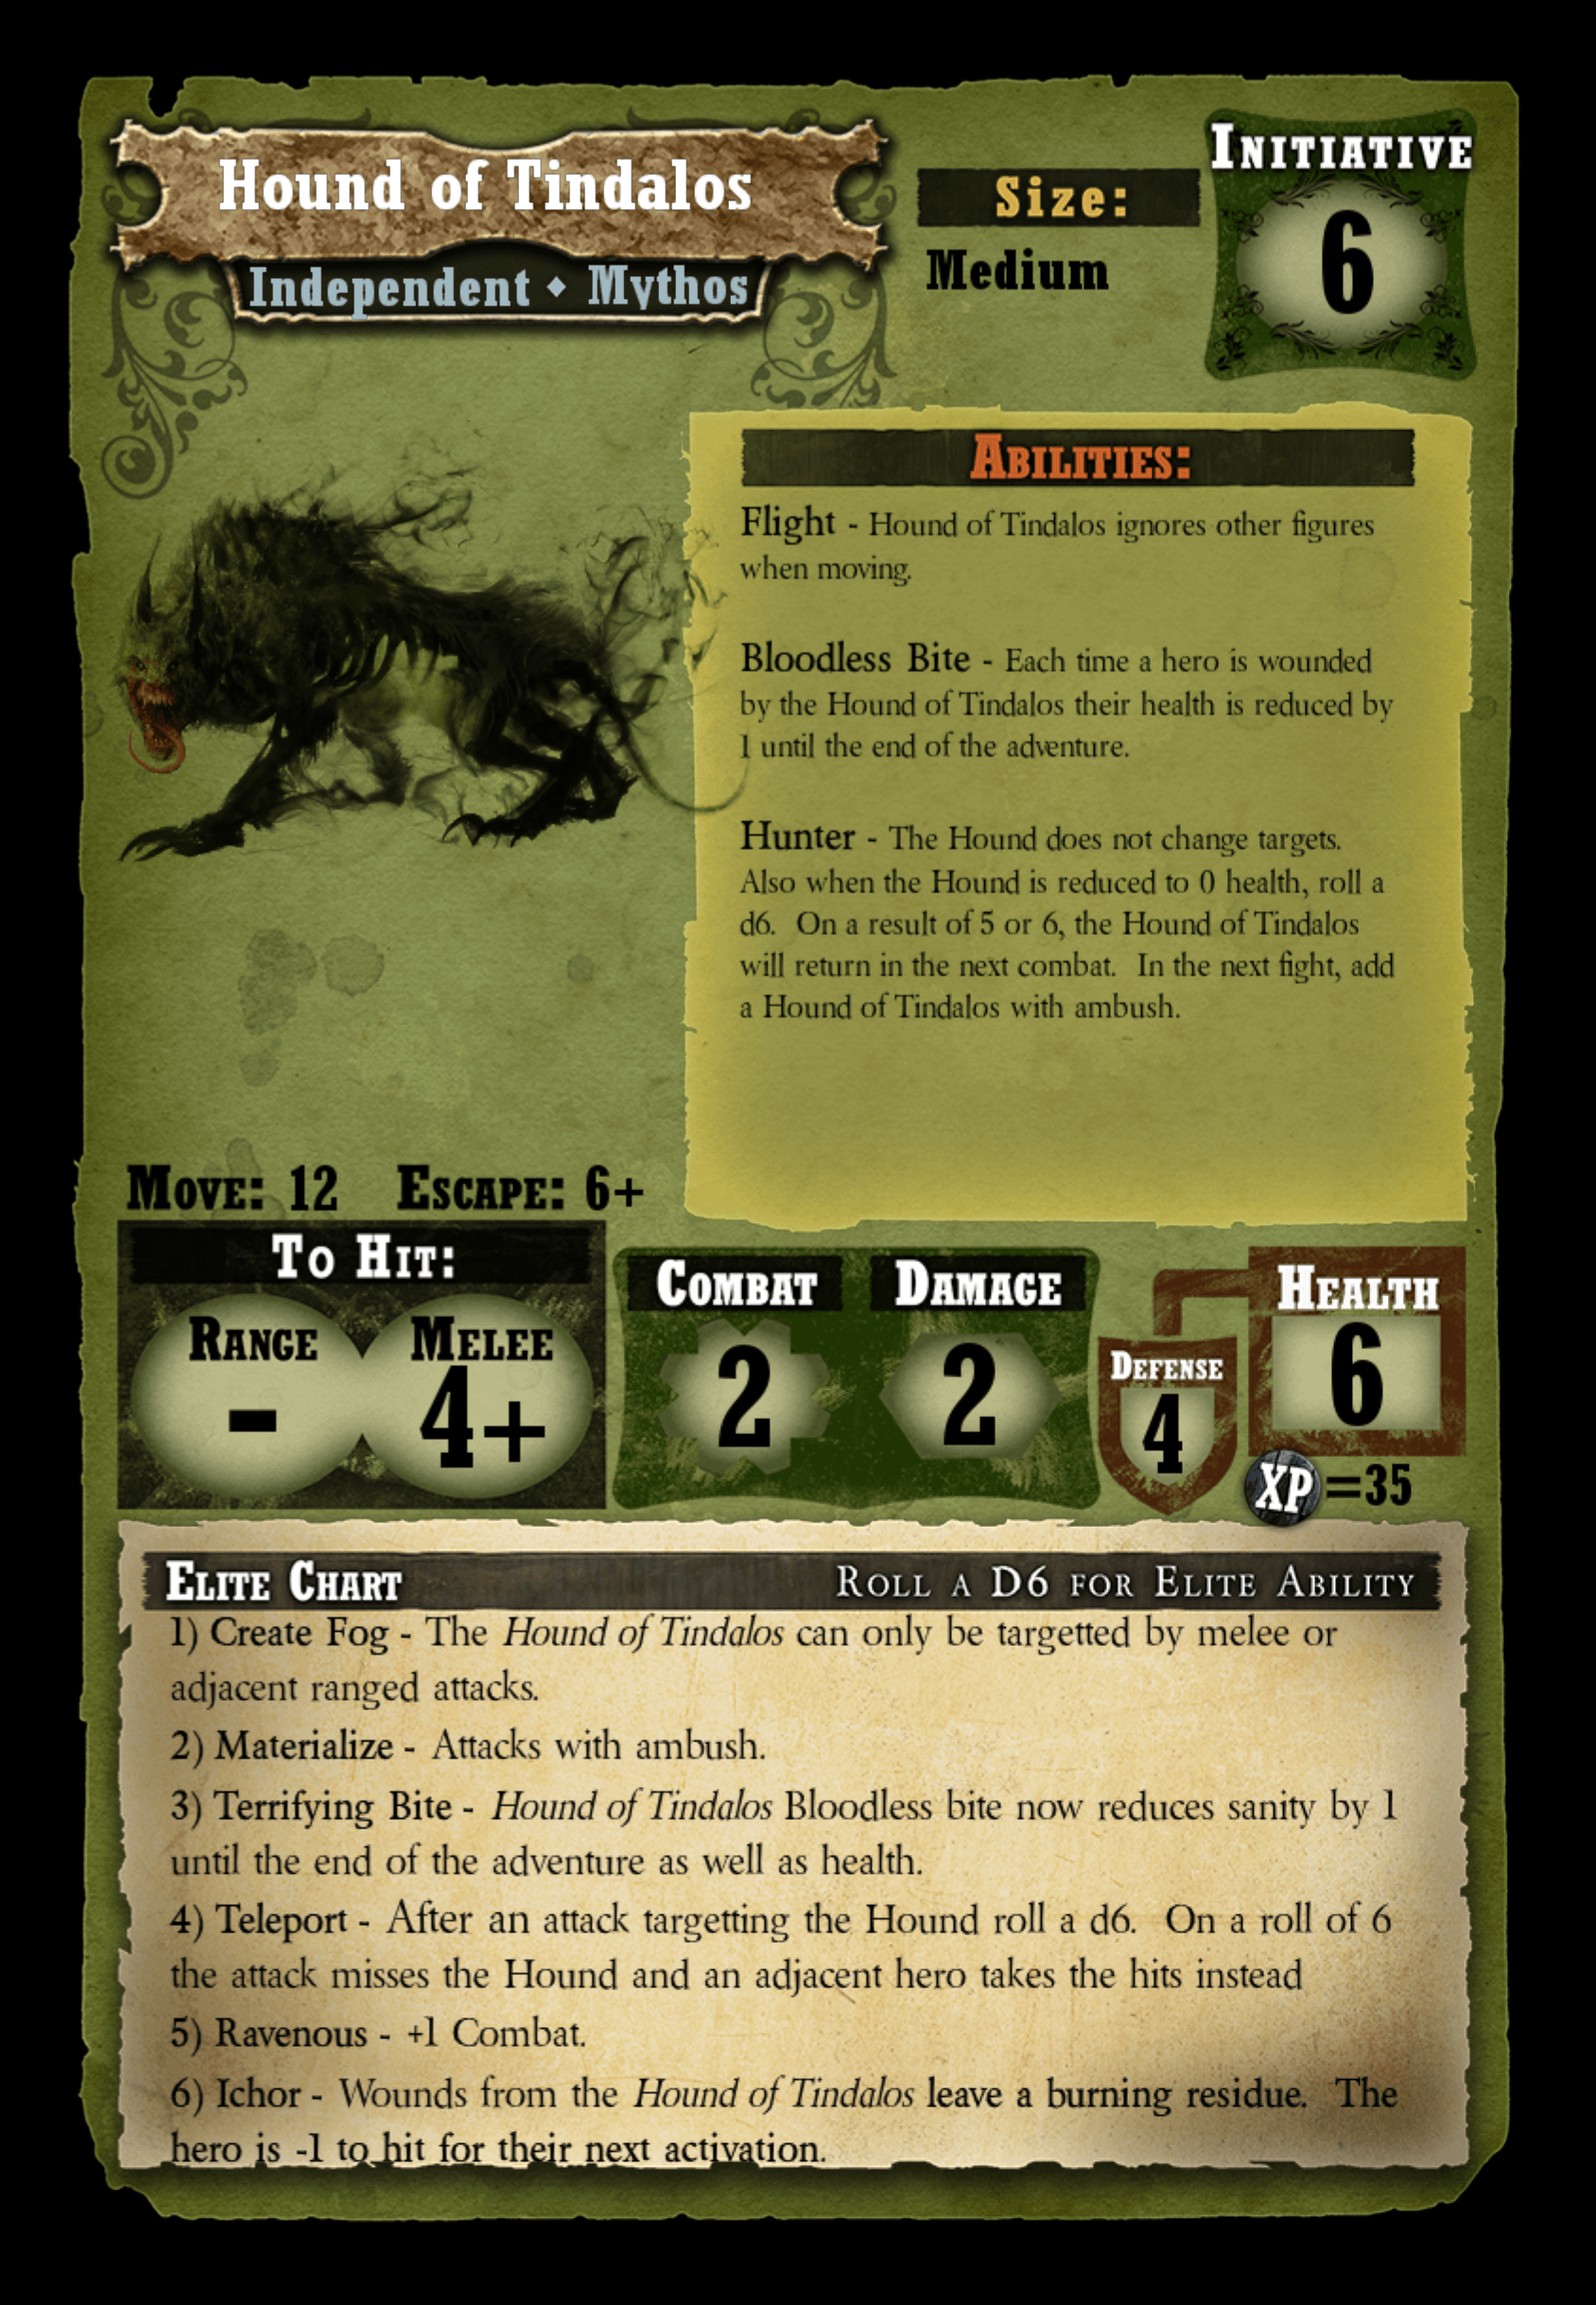 Hound of Tindalos
Independent • Mythos
Size:
Medium
Initiative
6
Abilities:
Flight - Hound of Tindalos ignores other figures
when moving.
Bloodless Bite - Each time a hero is wounded
by the Hound of Tindalos their health is reduced by
1 until the end of the adventure.
Hunter - The Hound does not change targets.
Also when the Hound is reduced to 0 health, roll a
d6. On a result of 5 or 6, the Hound of Tindalos
will return in the next combat. In the next fight, add
a Hound of Tindalos with ambush.
Move: 12 Escape: 6+
To Hit:
Range
-
Melee
4+
Combat
2
Damage
2
Defense
4
Health
6
XP=35
Elite Chart Roll a D6 for Elite Ability
1) Create Fog - The Hound of Tindalos can only be targetted by melee or
adjacent ranged attacks.
2) Materialize - Attacks with ambush.
3) Terrifying Bite - Hound of Tindalos Bloodless bite now reduces sanity by 1
until the end of the adventure as well as health.
4) Teleport - After an attack targetting the Hound roll a d6. On a roll of 6
the attack misses the Hound and an adjacent hero takes the hits instead
5) Ravenous - +1 Combat.
6) Ichor - Wounds from the Hound of Tindalos leave a burning residue. The
hero is -1 to hit for their next activation.